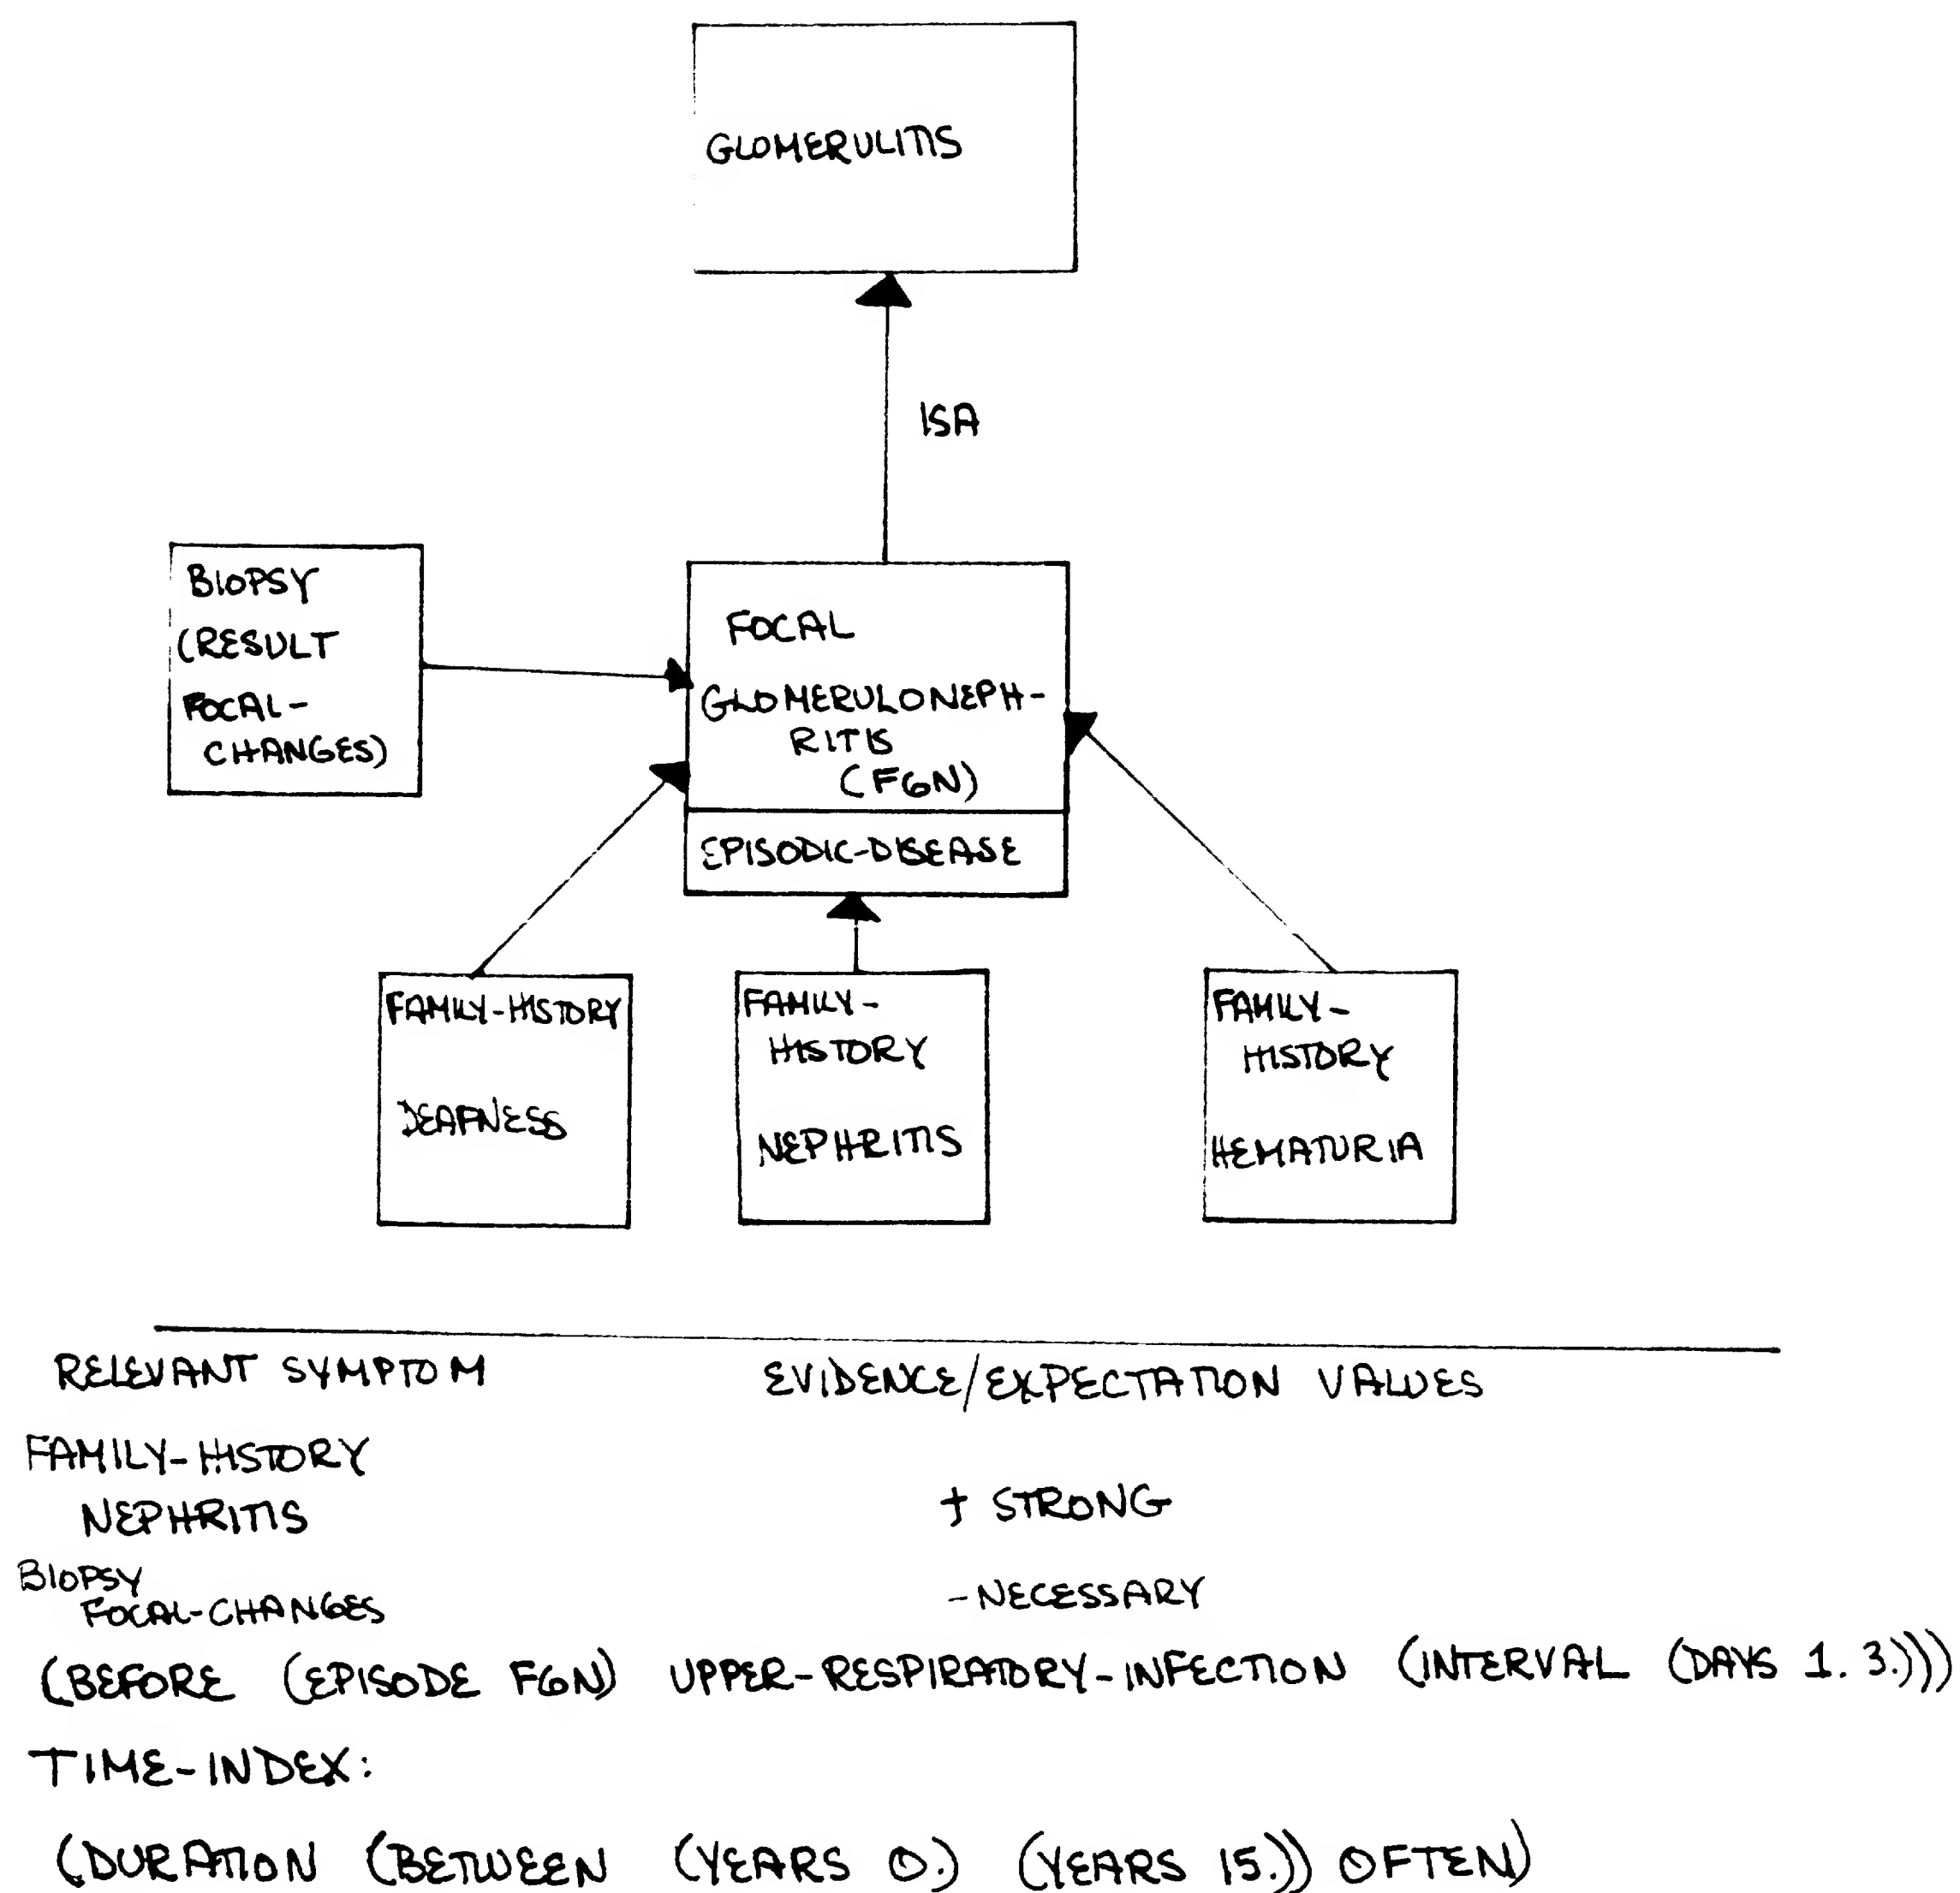 GLOMERULITIS
ISA
BIOPSY
(RESULT
FOCAL-
CHANGES)
FOCAL
GLOMERULONEPH-
RITIS
(FGN)
EPISODIC-DISEASE
FAMILY-HISTORY
DEAFNESS
FAMILY-
HISTORY
NEPHRITIS
FAMILY-
HISTORY
HEMATURIA
RELEVANT SYMPTOM EVIDENCE/EXPECTATION VALUES
FAMILY-HISTORY
NEPHRITIS + STRONG
BIOPSY
FOCAL-CHANGES - NECESSARY
(BEFORE (EPISODE FGN) UPPER-RESPIRATORY-INFECTION (INTERVAL (DAYS 1. 3.)))
TIME-INDEX:
(DURATION (BETWEEN (YEARS 0.) (YEARS 15.)) OFTEN)